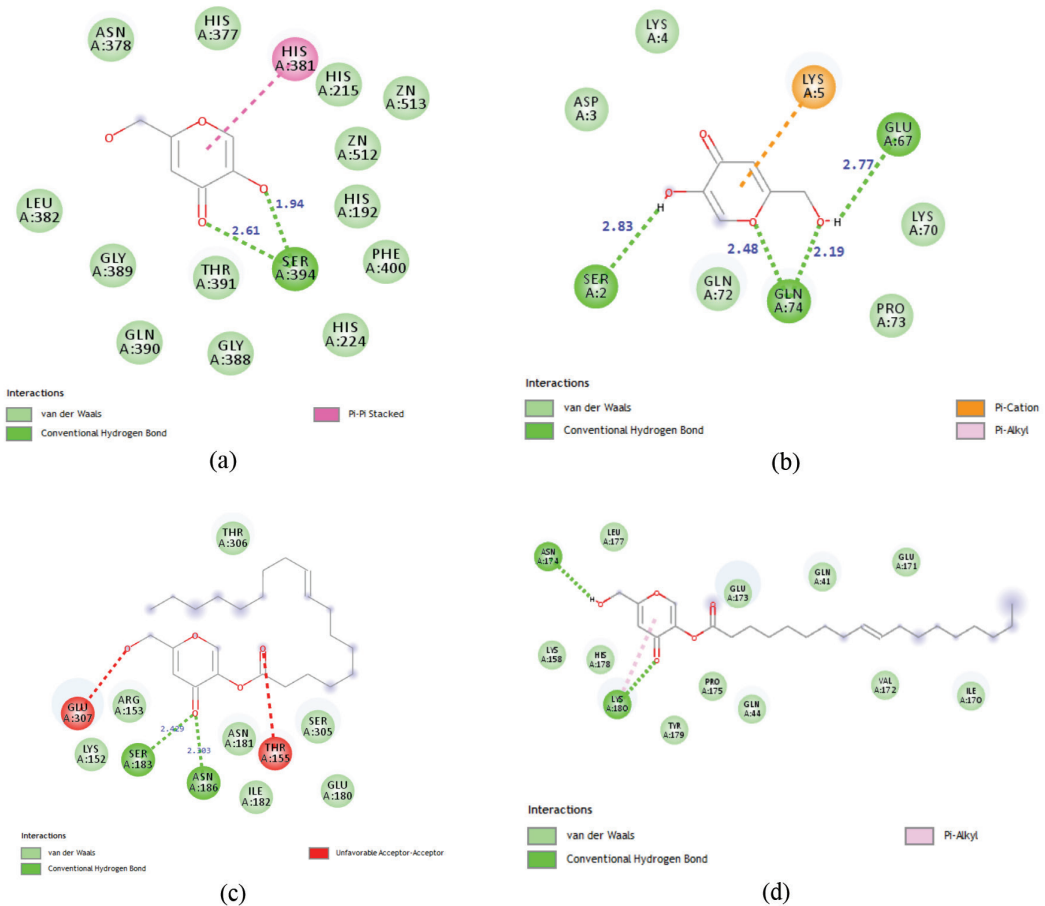 (a)
ASN
A:378
HIS
A:377
HIS
A:381
HIS
A:215
ZN
A:513
ZN
A:512
HIS
A:192
PHE
A:400
HIS
A:224
SER
A:394
THR
A:391
GLY
A:388
GLN
A:390
GLY
A:389
LEU
A:382
O
O
O
O
1.94
2.61
Interactions
van der Waals
Conventional Hydrogen Bond
Pi-Pi Stacked
(b)
LYS
A:4
ASP
A:3
LYS
A:5
GLU
A:67
LYS
A:70
PRO
A:73
GLN
A:74
GLN
A:72
SER
A:2
O
O
H
O
O
H
2.77
2.83
2.48
2.19
Interactions
van der Waals
Conventional Hydrogen Bond
Pi-Cation
Pi-Alkyl
(c)
THR
A:306
GLU
A:307
ARG
A:153
LYS
A:152
SER
A:183
ASN
A:186
ASN
A:181
ILE
A:182
THR
A:155
SER
A:305
GLU
A:180
O
O
O
O
O
2.429
Interactions
van der Waals
Conventional Hydrogen Bond
Unfavorable Acceptor-Acceptor
(d)
ASN
A:174
LEU
A:177
GLU
A:173
GLN
A:41
GLU
A:171
LYS
A:158
HIS
A:178
LYS
A:180
TYR
A:179
PRO
A:175
GLN
A:44
VAL
A:172
ILE
A:170
H
O
O
O
O
O
Interactions
van der Waals
Conventional Hydrogen Bond
Pi-Alkyl